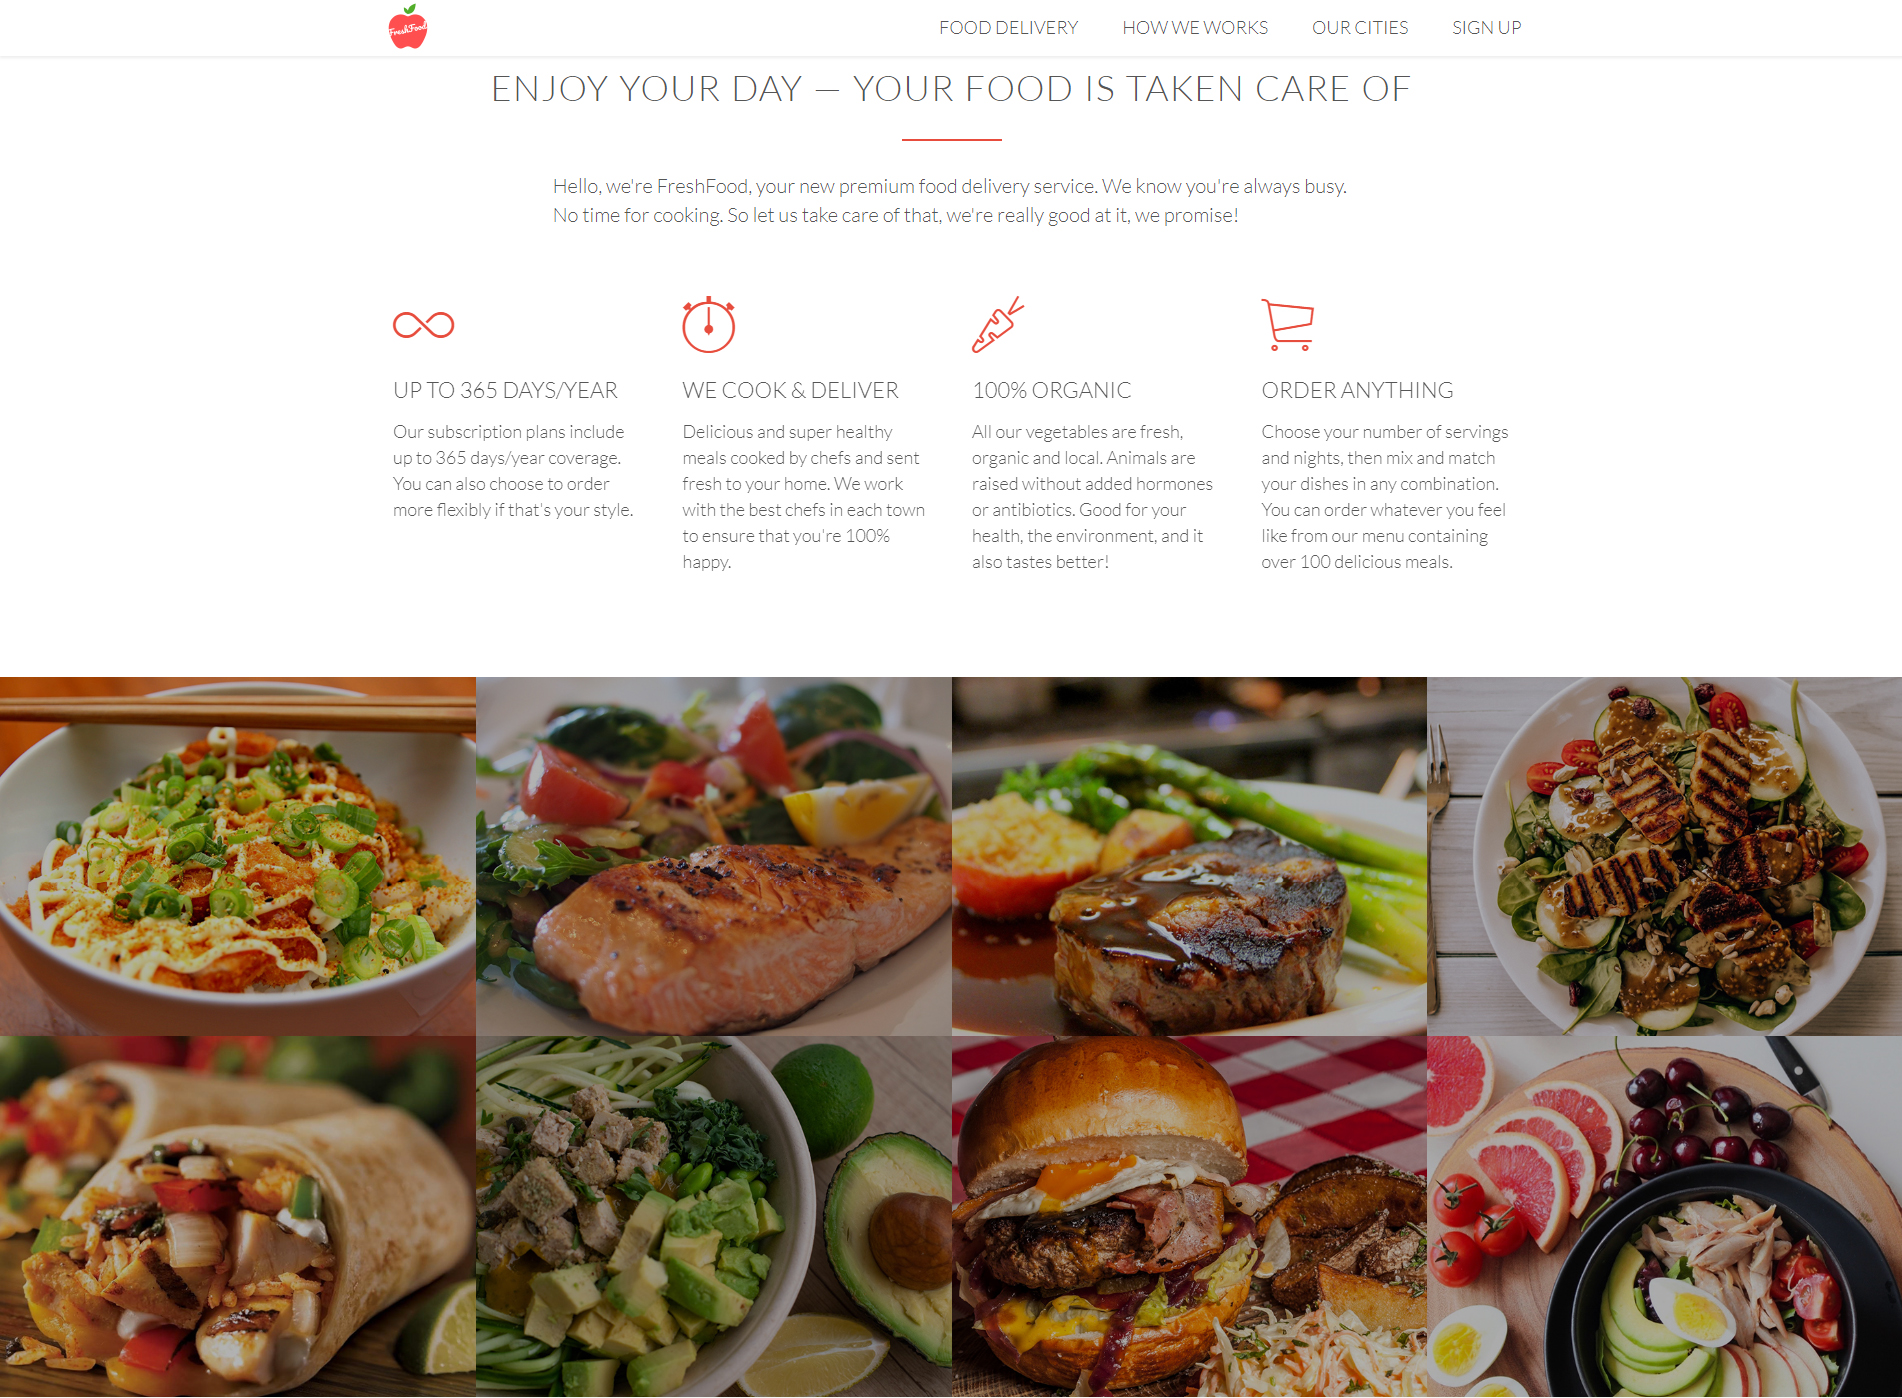 FreshFood
FOOD DELIVERY HOW WE WORKS OUR CITIES SIGN UP
ENJOY YOUR DAY — YOUR FOOD IS TAKEN CARE OF
Hello, we're FreshFood, your new premium food delivery service. We know you're always busy.
No time for cooking. So let us take care of that, we're really good at it, we promise!
UP TO 365 DAYS/YEAR
Our subscription plans include
up to 365 days/year coverage.
You can also choose to order
more flexibly if that's your style.
WE COOK & DELIVER
Delicious and super healthy
meals cooked by chefs and sent
fresh to your home. We work
with the best chefs in each town
to ensure that you're 100%
happy.
100% ORGANIC
All our vegetables are fresh,
organic and local. Animals are
raised without added hormones
or antibiotics. Good for your
health, the environment, and it
also tastes better!
ORDER ANYTHING
Choose your number of servings
and nights, then mix and match
your dishes in any combination.
You can order whatever you feel
like from our menu containing
over 100 delicious meals.